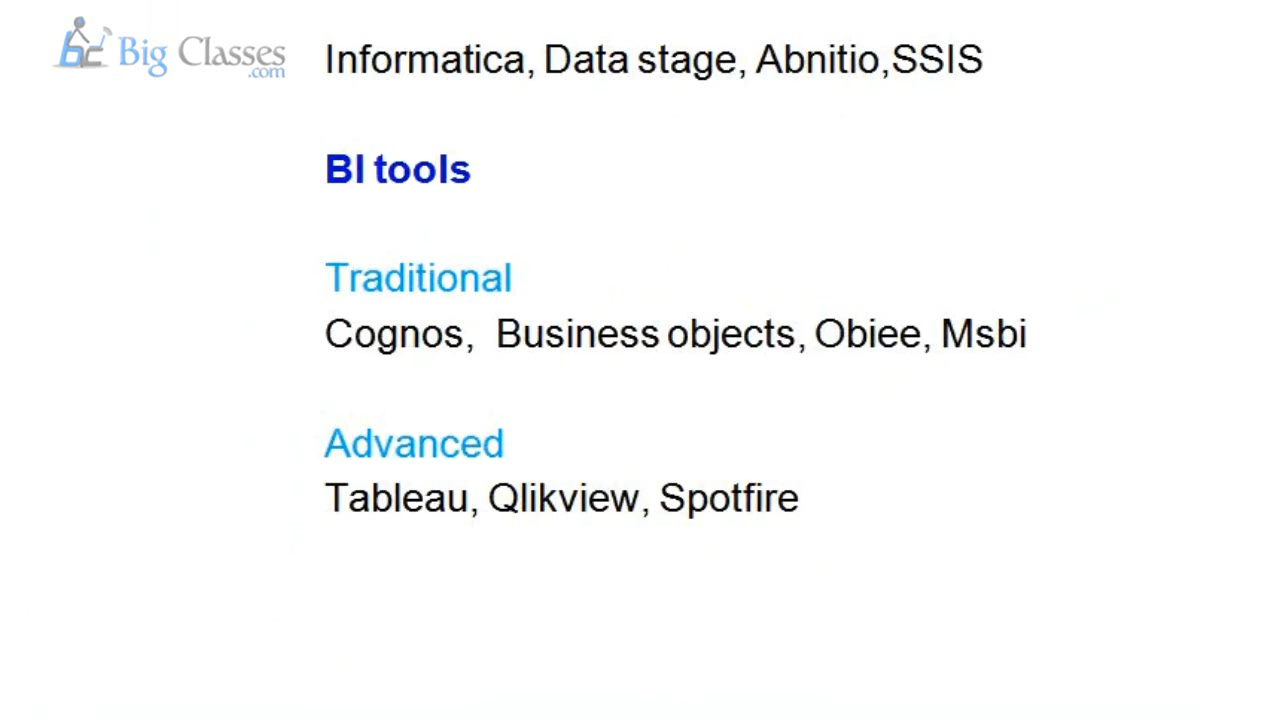 Big Classes
.com
Informatica, Data stage, Abnitio,SSIS
BI tools
Traditional
Cognos, Business objects, Obiee, Msbi
Advanced
Tableau, Qlikview, Spotfire